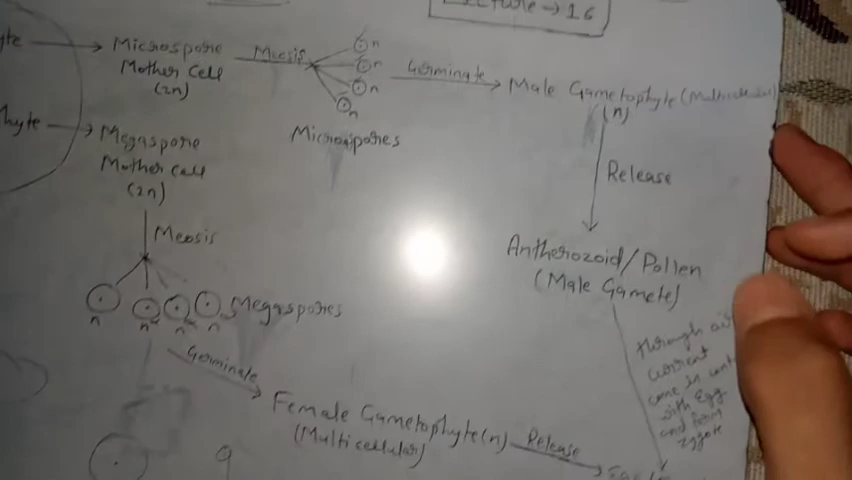 Lecture → 16
Microspore
Mother Cell
(2n)
Meosis
n
n
n
n
Microspores
Germinate
Male Gametophyte (Multicellular)
(n)
Release
Antherozoid/Pollen
(Male Gamete)
through air
current
come in
with Egg
and form
zygote
Megaspore
Mother Cell
(2n)
Meosis
n
n
n
n
Megaspores
Germinate
Female Gametophyte (n)
(Multicellular)
Release